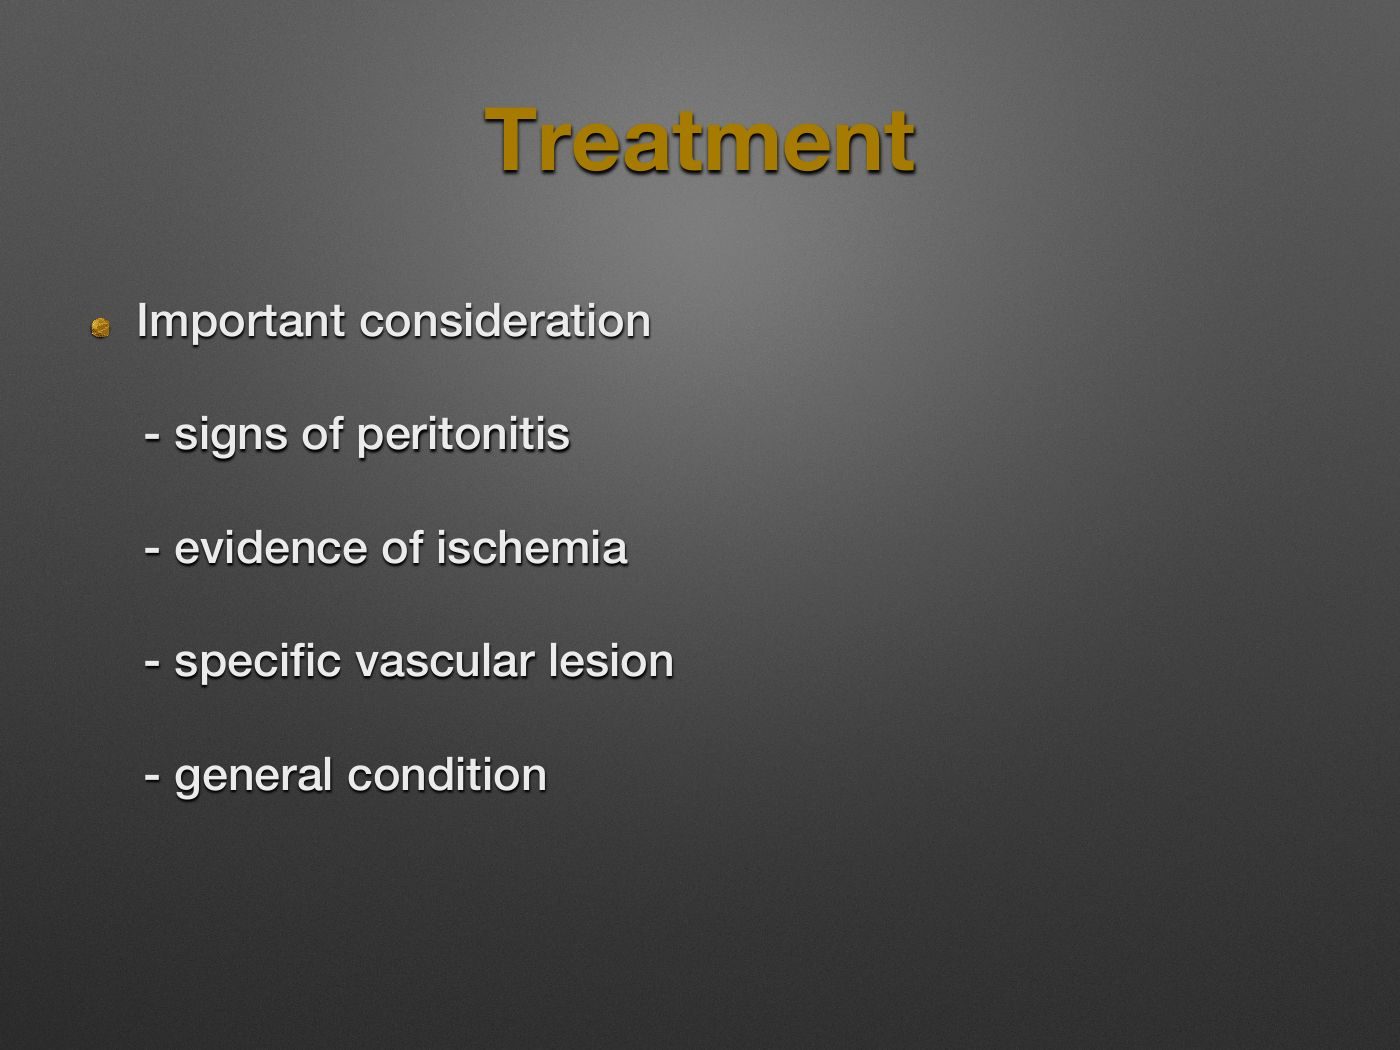 Treatment
Important consideration
- signs of peritonitis
- evidence of ischemia
- specific vascular lesion
- general condition